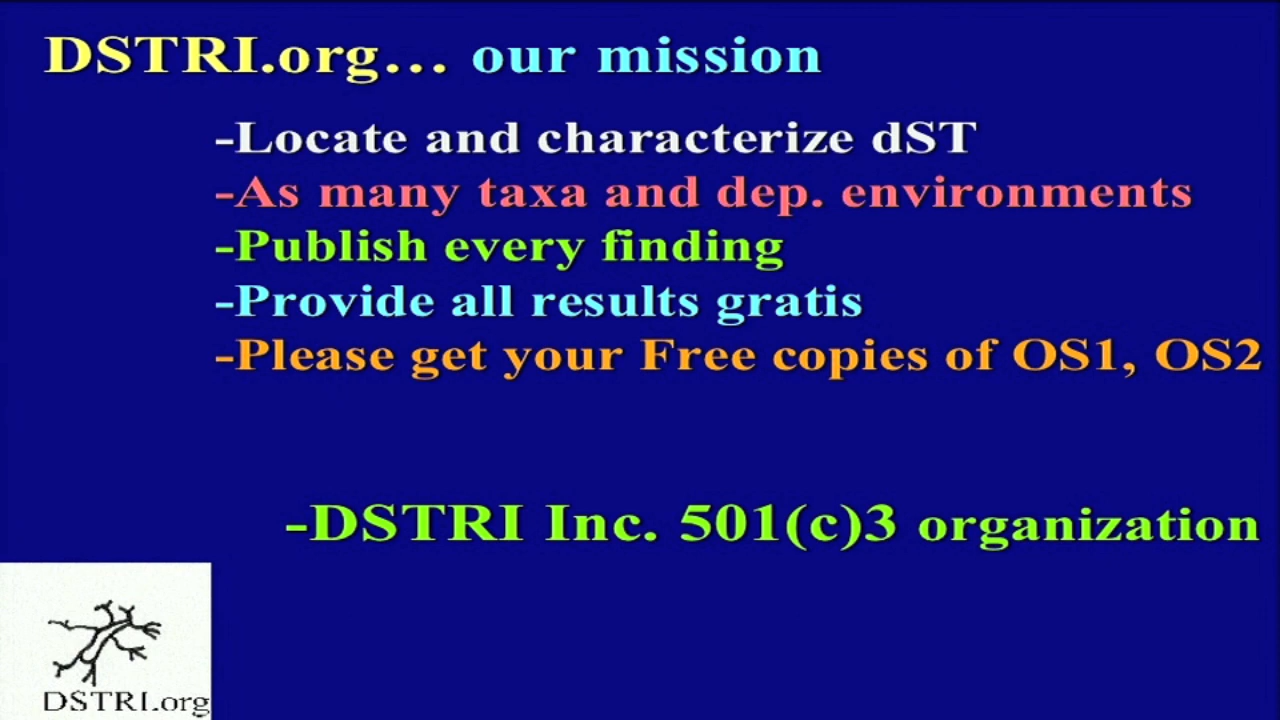 DSTRI.org... our mission
-Locate and characterize dST
-As many taxa and dep. environments
-Publish every finding
-Provide all results gratis
-Please get your Free copies of OS1, OS2
-DSTRI Inc. 501(c)3 organization
DSTRI.org